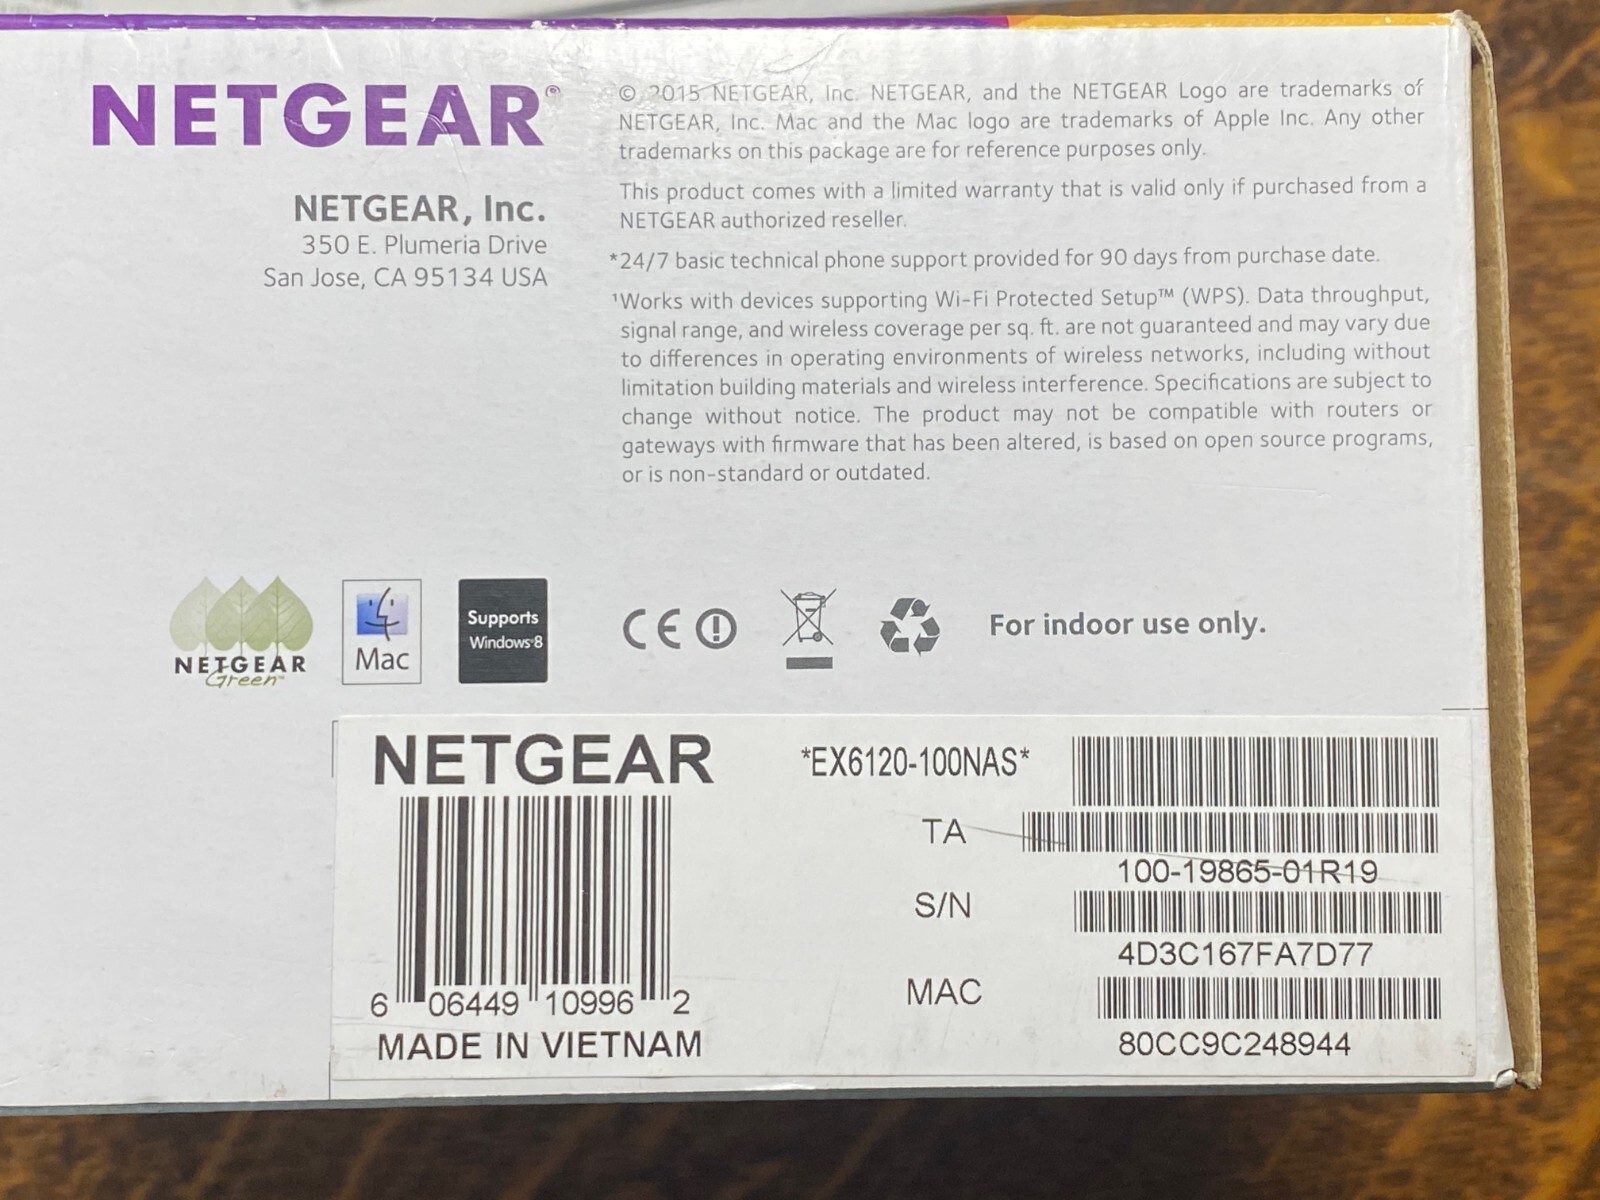 NETGEAR®
NETGEAR, Inc.
350 E. Plumeria Drive
San Jose, CA 95134 USA
© 2015 NETGEAR, Inc. NETGEAR, and the NETGEAR Logo are trademarks of
NETGEAR, Inc. Mac and the Mac logo are trademarks of Apple Inc. Any other
trademarks on this package are for reference purposes only.
This product comes with a limited warranty that is valid only if purchased from a
NETGEAR authorized reseller.
*24/7 basic technical phone support provided for 90 days from purchase date.
¹Works with devices supporting Wi-Fi Protected Setup™ (WPS). Data throughput,
signal range, and wireless coverage per sq. ft. are not guaranteed and may vary due
to differences in operating environments of wireless networks, including without
limitation building materials and wireless interference. Specifications are subject to
change without notice. The product may not be compatible with routers or
gateways with firmware that has been altered, is based on open source programs,
or is non-standard or outdated.
NETGEAR
Green™
Mac
Supports
Windows 8
CE
For indoor use only.
NETGEAR
6 06449 10996 2
MADE IN VIETNAM
*EX6120-100NAS*
TA
100-19865-01R19
S/N
4D3C167FA7D77
MAC
80CC9C248944